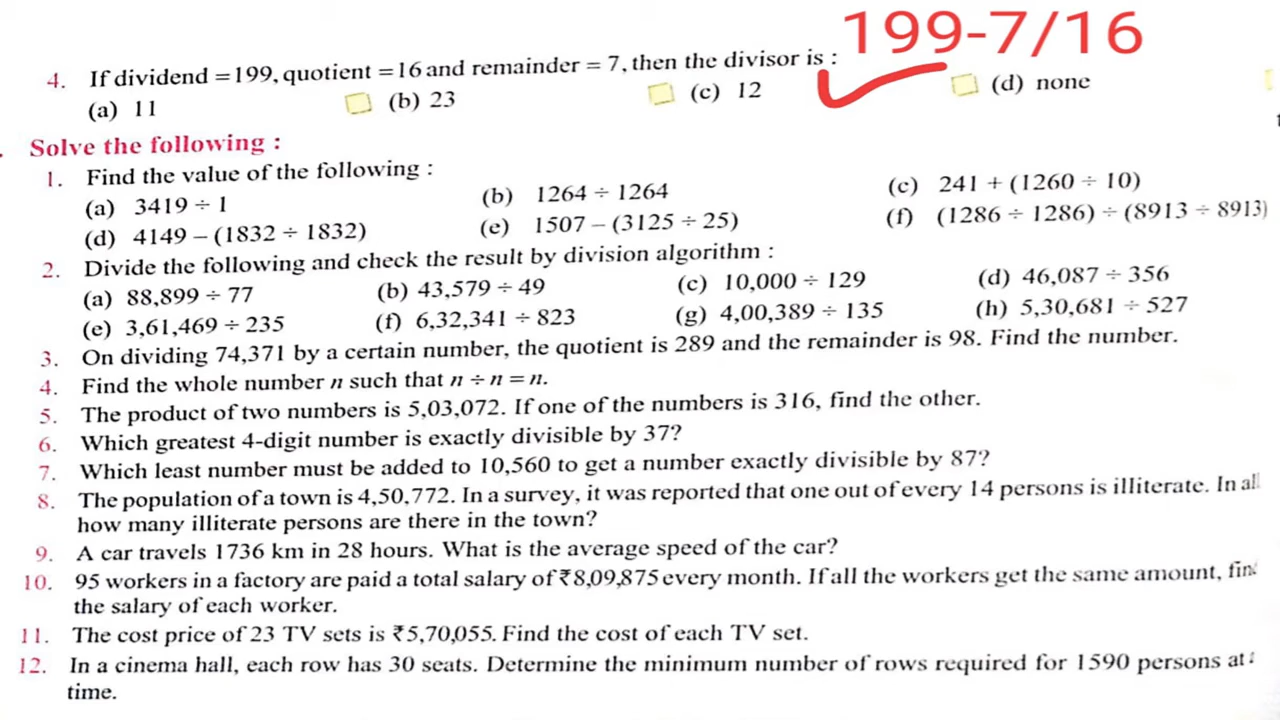 199-7/16
4. If dividend = 199, quotient = 16 and remainder = 7, then the divisor is :
(a) 11 (b) 23 (c) 12 (d) none
Solve the following :
1. Find the value of the following :
(a) 3419 ÷ 1 (b) 1264 ÷ 1264 (c) 241 + (1260 ÷ 10)
(d) 4149 – (1832 ÷ 1832) (e) 1507 – (3125 ÷ 25) (f) (1286 ÷ 1286) ÷ (8913 ÷ 8913)
2. Divide the following and check the result by division algorithm :
(a) 88,899 ÷ 77 (b) 43,579 ÷ 49 (c) 10,000 ÷ 129 (d) 46,087 ÷ 356
(e) 3,61,469 ÷ 235 (f) 6,32,341 ÷ 823 (g) 4,00,389 ÷ 135 (h) 5,30,681 ÷ 527
3. On dividing 74,371 by a certain number, the quotient is 289 and the remainder is 98. Find the number.
4. Find the whole number n such that n ÷ n = n.
5. The product of two numbers is 5,03,072. If one of the numbers is 316, find the other.
6. Which greatest 4-digit number is exactly divisible by 37?
7. Which least number must be added to 10,560 to get a number exactly divisible by 87?
8. The population of a town is 4,50,772. In a survey, it was reported that one out of every 14 persons is illiterate. In all
how many illiterate persons are there in the town?
9. A car travels 1736 km in 28 hours. What is the average speed of the car?
10. 95 workers in a factory are paid a total salary of ₹8,09,875 every month. If all the workers get the same amount,
the salary of each worker.
11. The cost price of 23 TV sets is ₹5,70,055. Find the cost of each TV set.
12. In a cinema hall, each row has 30 seats. Determine the minimum number of rows required for 1590 persons at
time.